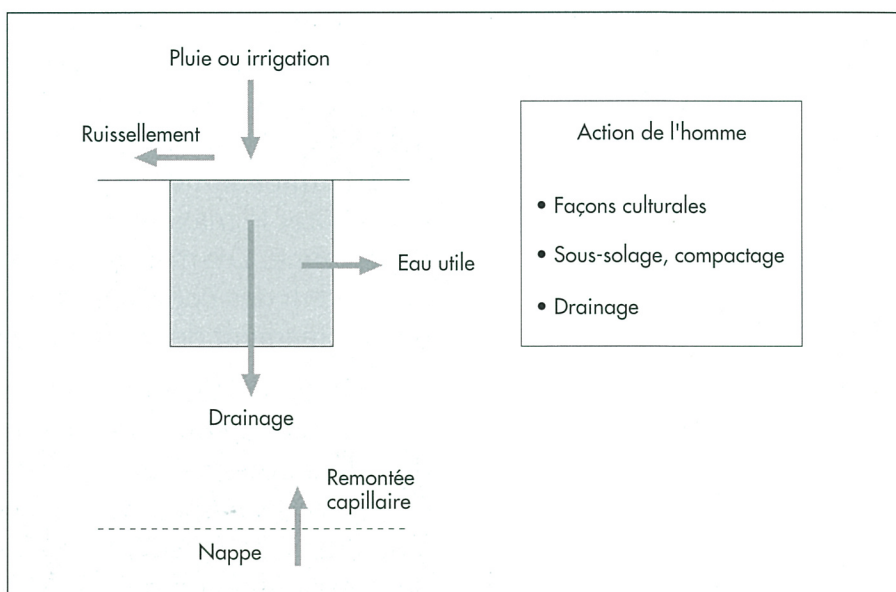 Pluie ou irrigation
Ruissellement
Eau utile
Drainage
Remontée
capillaire
Nappe
Action de l'homme
• Façons culturales
• Sous-solage, compactage
• Drainage